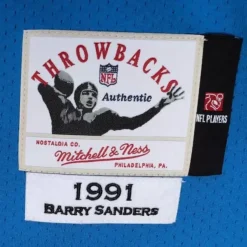 THROWBACKS
NFL
Authentic
NFL PLAYERS
NOSTALGIA CO.
Mitchell & Ness
PHILADELPHIA, PA.
1991
BARRY SANDERS